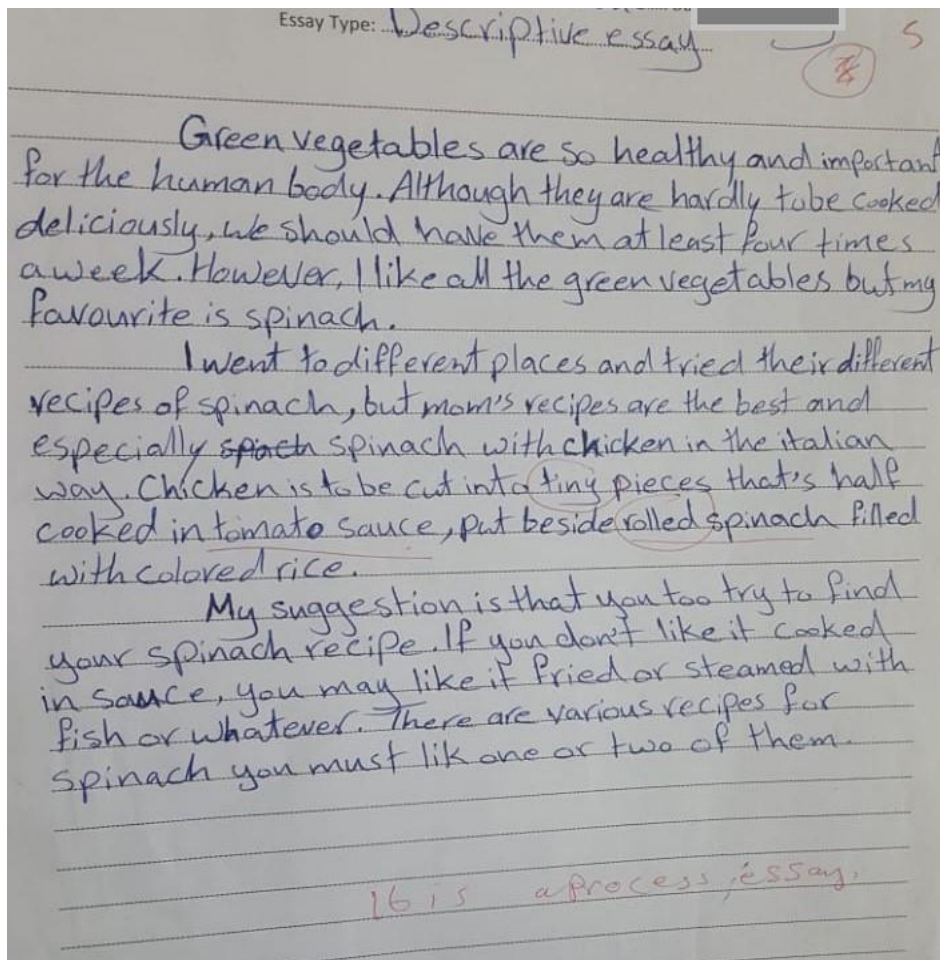 Essay Type: Descriptive essay
5
Green vegetables are so healthy and important
for the human body. Although they are hardly to be cooked
deliciously, we should have them at least four times
a week. However, I like all the green vegetables but my
favourite is spinach.
I went to different places and tried their different
recipes of spinach, but mom's recipes are the best and
especially spinach with chicken in the italian
way. Chicken is to be cut into tiny pieces that's half
cooked in tomato sauce, put beside rolled spinach filled
with colored rice.
My suggestion is that you too try to find
your spinach recipe. If you don't like it cooked
in sauce, you may like it fried or steamed with
fish or whatever. There are various recipes for
spinach you must lik one or two of them.
It is a process essay.